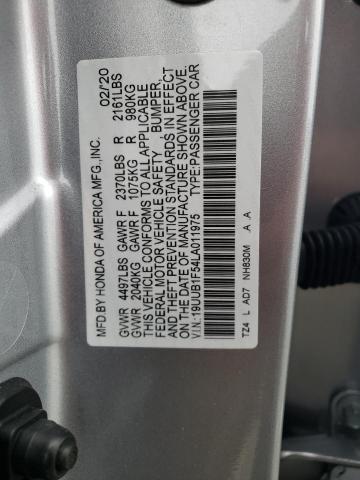 MFD.BY HONDA OF AMERICA MFG.,INC. 02/'20
GVWR 4497LBS GAWR F 2370LBS R 2161LBS
GVWR 2040KG GAWR F 1075KG R 980KG
THIS VEHICLE CONFORMS TO ALL APPLICABLE
FEDERAL MOTOR VEHICLE SAFETY , BUMPER,
AND THEFT PREVENTION STANDARDS IN EFFECT
ON THE DATE OF MANUFACTURE SHOWN ABOVE.
V.I.N.:19UUB1F54LA011975 TYPE:PASSENGER CAR
TZ4 L AD7 NH830M A .A